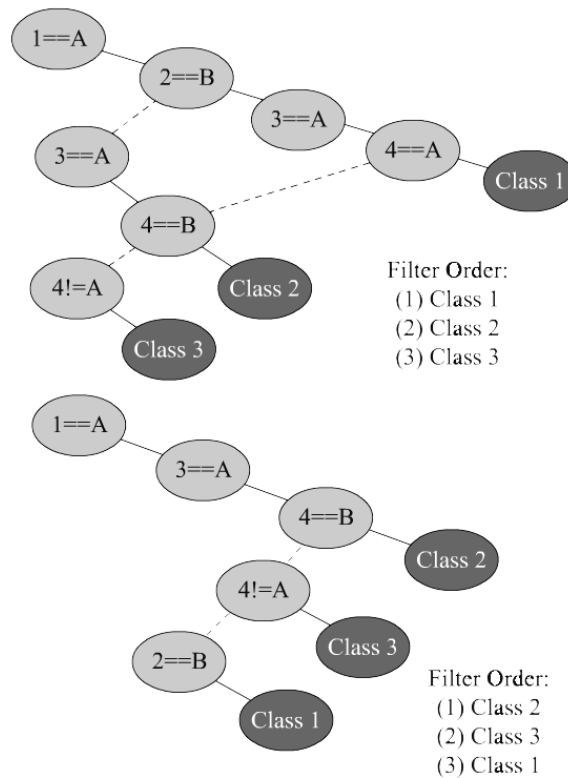 1==A
2==B
3==A
4==A
Class 1
3==A
4==B
4!=A
Class 2
Class 3
Filter Order:
(1) Class 1
(2) Class 2
(3) Class 3
1==A
3==A
4==B
Class 2
4!=A
Class 3
2==B
Class 1
Filter Order:
(1) Class 2
(2) Class 3
(3) Class 1